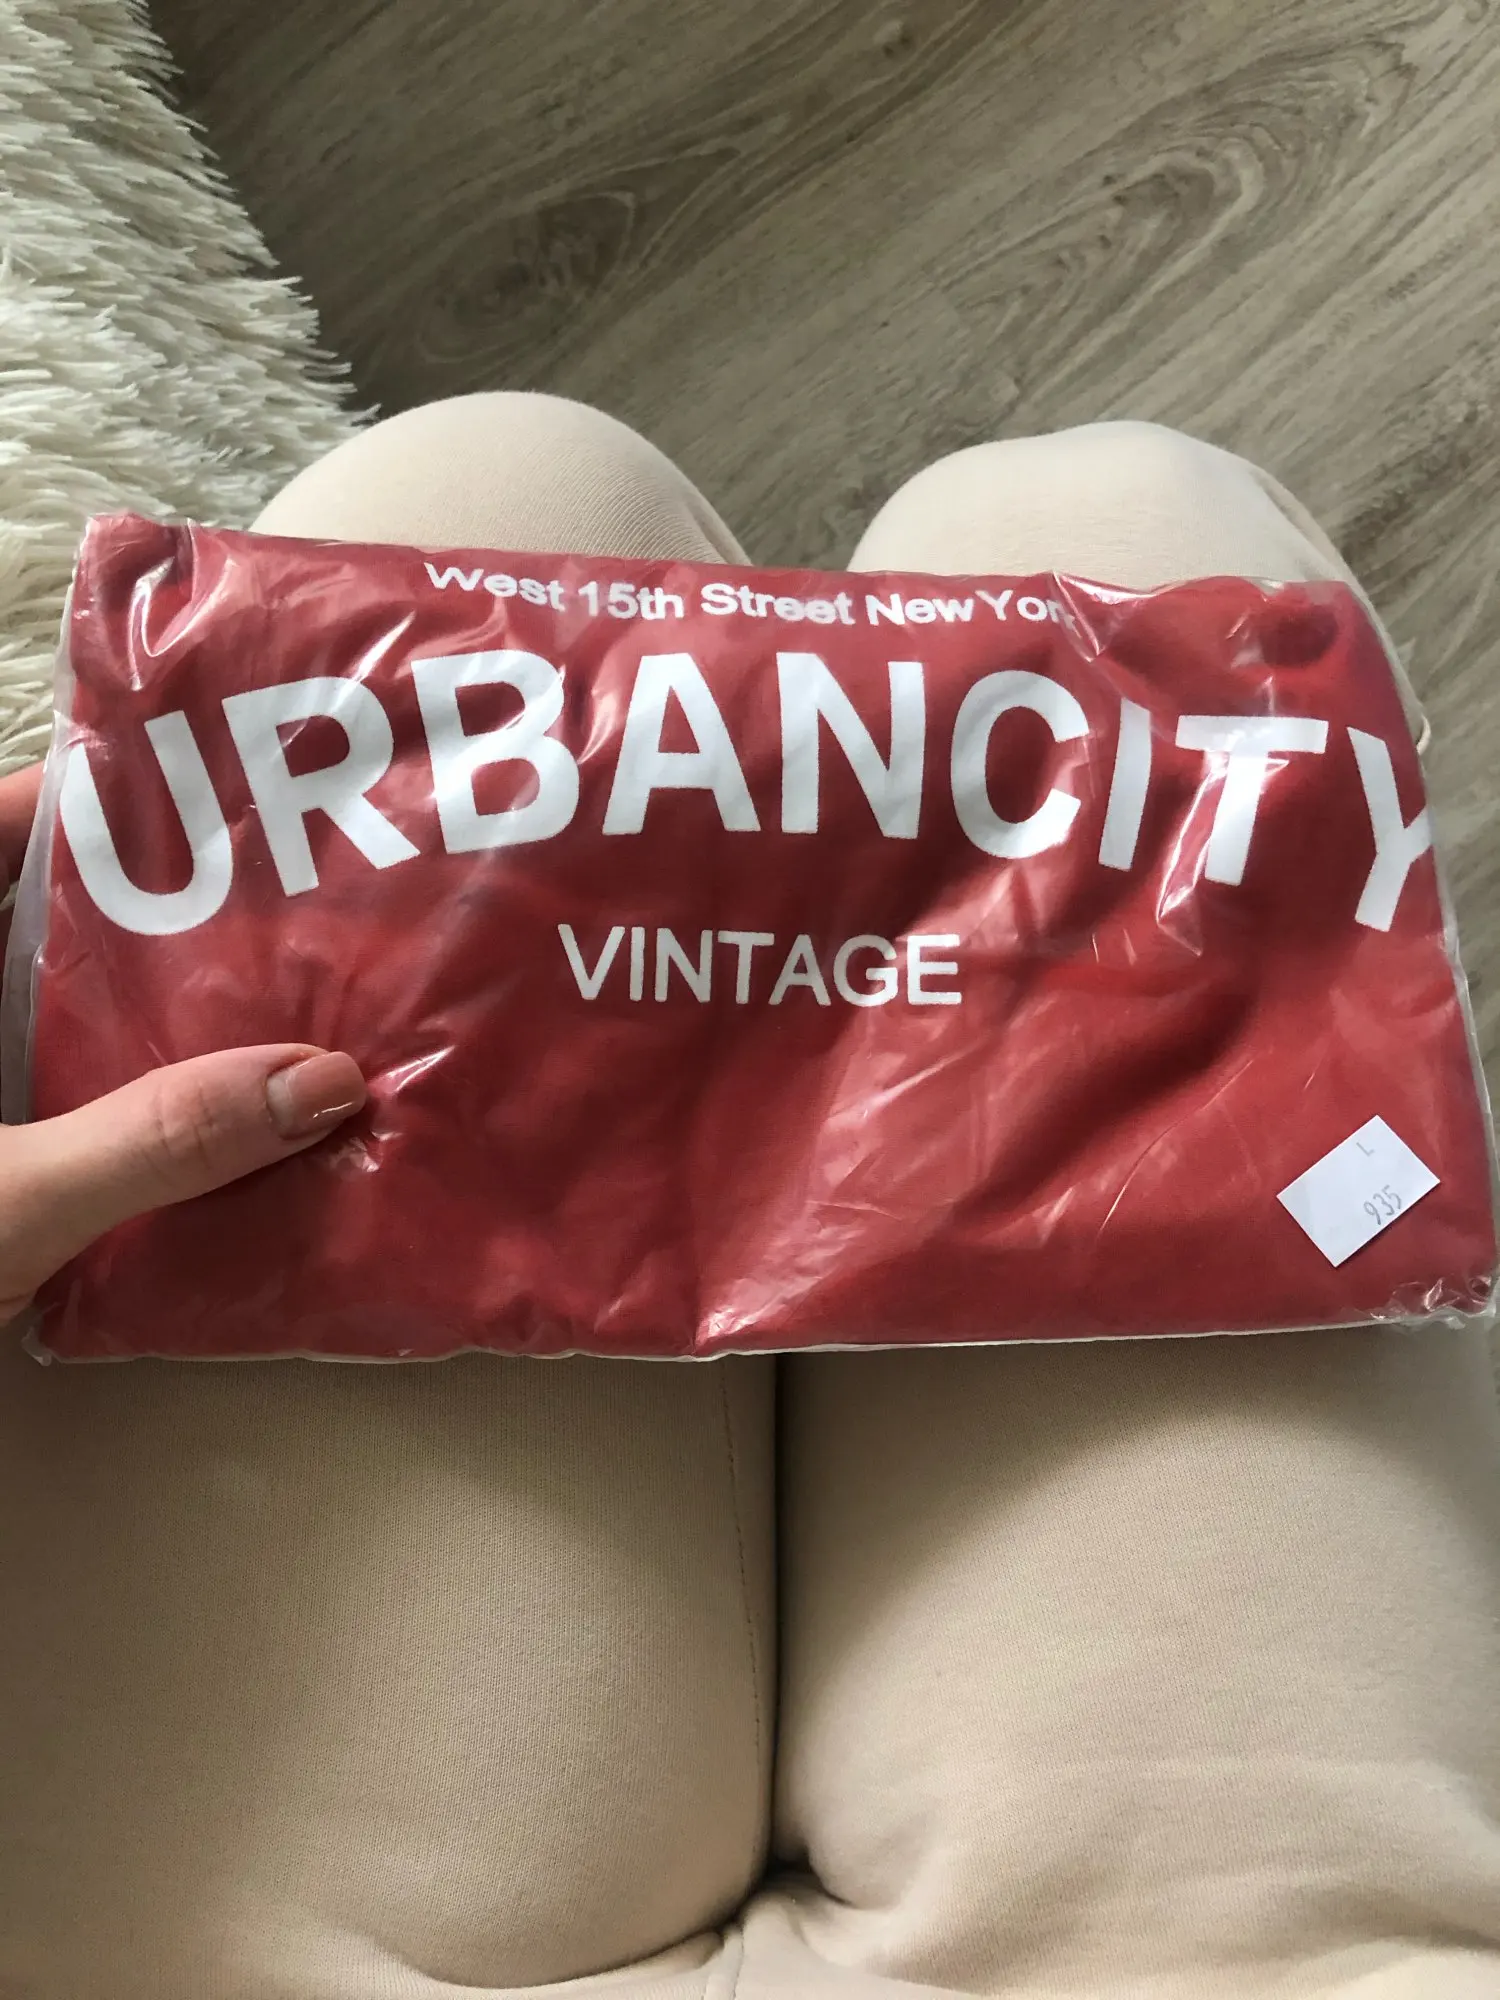 West 15th Street New York
URBANCITY
VINTAGE
L
935